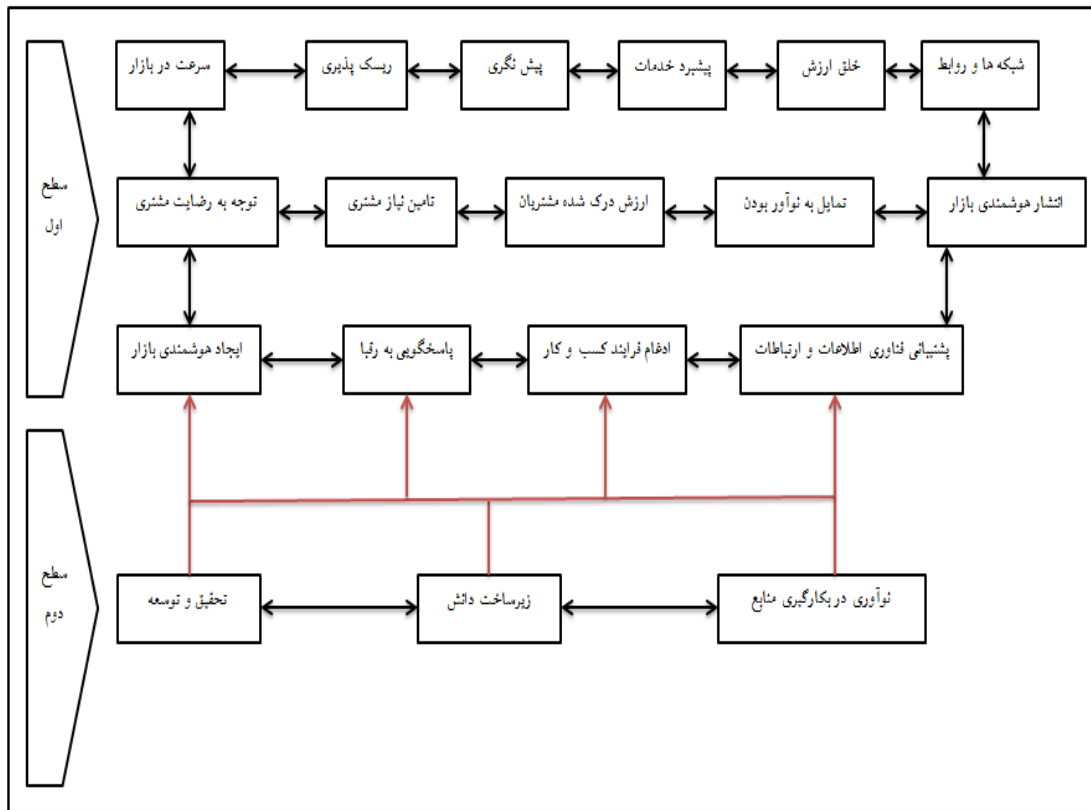 شبکه ها و روابط
خلق ارزش
پیشبرد خدمات
پیش نگری
ریسک پذیری
سرعت در بازار
سطح
اول
انتشار هوشمندی بازار
تمایل به نوآور بودن
ارزش درک شده مشتریان
تامین نیاز مشتری
توجه به رضایت مشتری
پشتیبانی فناوری اطلاعات و ارتباطات
ادغام فرایند کسب و کار
پاسخگویی به رقبا
ایجاد هوشمندی بازار
سطح
دوم
نوآوری در بکارگیری منابع
زیرساخت دانش
تحقیق و توسعه